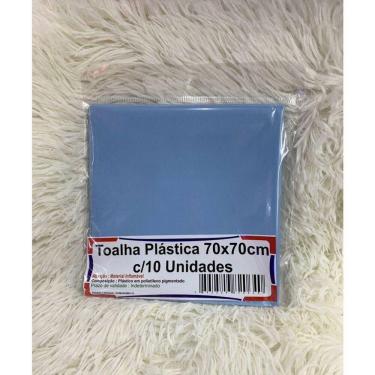 Toalha Plástica 70x70cm
c/10 Unidades
Atenção : Material Inflamável
Composição : Plástico em polietileno pigmentado
Prazo de validade : Indeterminado